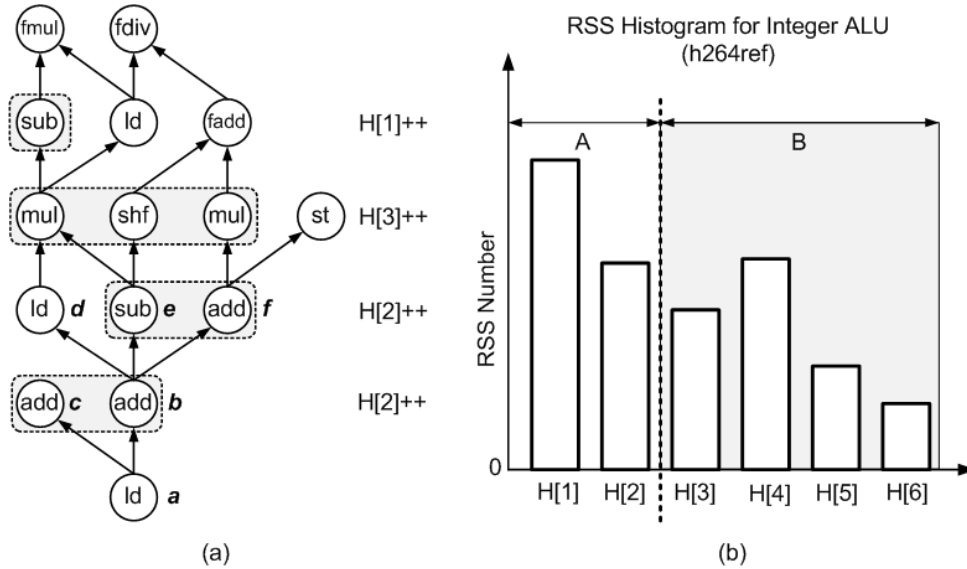 fmul fdiv
sub ld fadd H[1]++
mul shf mul st H[3]++
ld d sub e add f H[2]++
add c add b H[2]++
ld a
(a)
RSS Histogram for Integer ALU
(h264ref)
A B
RSS Number
0
H[1] H[2] H[3] H[4] H[5] H[6]
(b)